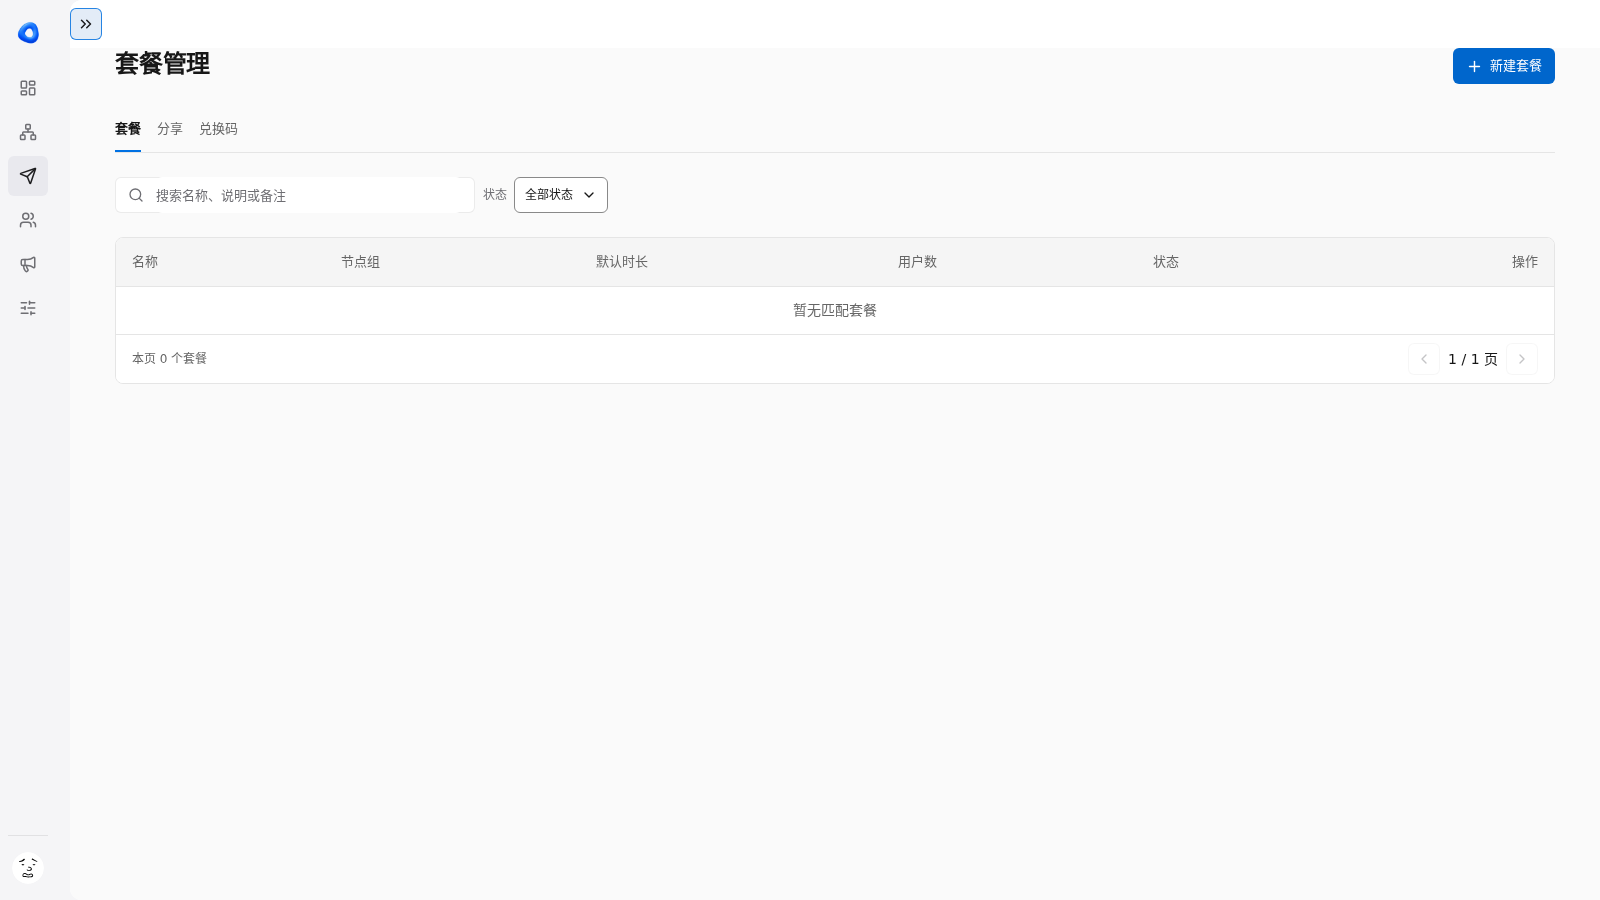 套餐管理
新建套餐
套餐 分享 兑换码
搜索名称、说明或备注 状态 全部状态
名称 节点组 默认时长 用户数 状态 操作
暂无匹配套餐
本页 0 个套餐 1 / 1 页